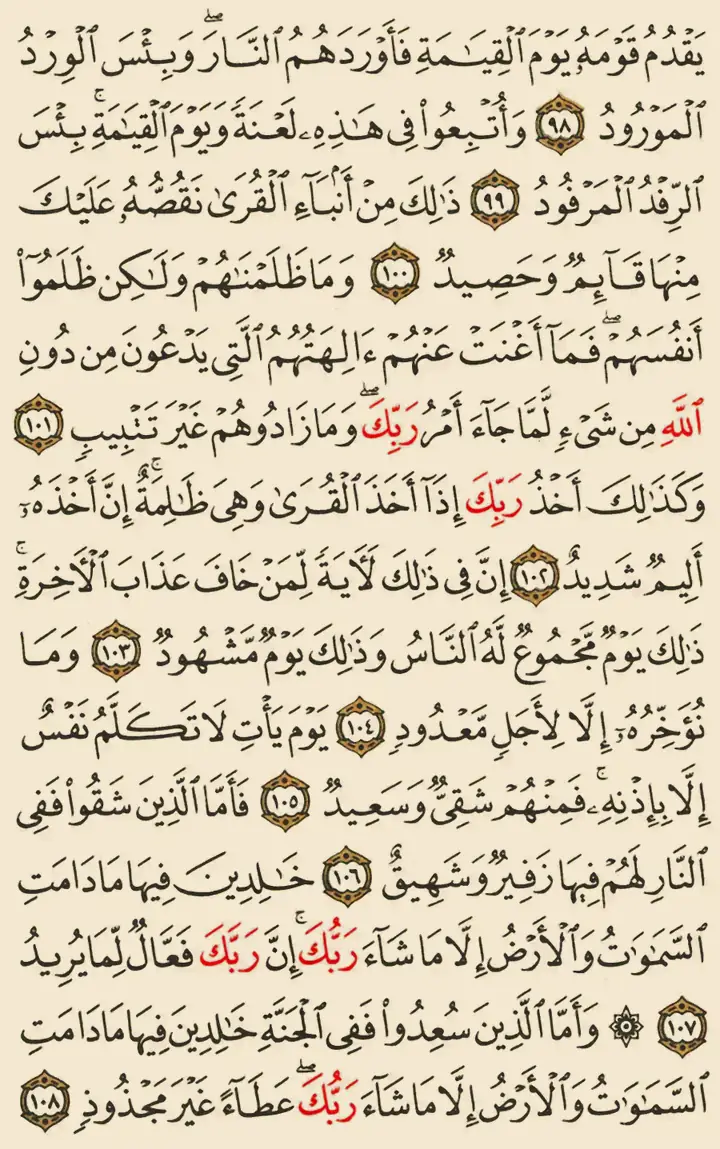 يَقْدُمُ قَوْمَهُۥ يَوْمَ ٱلْقِيَـٰمَةِ فَأَوْرَدَهُمُ ٱلنَّارَ ۖ وَبِئْسَ ٱلْوِرْدُ
ٱلْمَوْرُودُ ٩٨ وَأُتْبِعُوا۟ فِى هَـٰذِهِۦ لَعْنَةً وَيَوْمَ ٱلْقِيَـٰمَةِ ۚ بِئْسَ
ٱلرِّفْدُ ٱلْمَرْفُودُ ٩٩ ذَٰلِكَ مِنْ أَنۢبَآءِ ٱلْقُرَىٰ نَقُصُّهُۥ عَلَيْكَ
مِنْهَا قَآئِمٌ وَحَصِيدٌ ١٠٠ وَمَا ظَلَمْنَـٰهُمْ وَلَـٰكِن ظَلَمُوٓا۟
أَنفُسَهُمْ ۖ فَمَآ أَغْنَتْ عَنْهُمْ ءَالِهَتُهُمُ ٱلَّتِى يَدْعُونَ مِن دُونِ
ٱللَّهِ مِن شَىْءٍ لَّمَّا جَآءَ أَمْرُ رَبِّكَ ۖ وَمَا زَادُوهُمْ غَيْرَ تَتْبِيبٍ ١٠١
وَكَذَٰلِكَ أَخْذُ رَبِّكَ إِذَآ أَخَذَ ٱلْقُرَىٰ وَهِىَ ظَـٰلِمَةٌ ۚ إِنَّ أَخْذَهُۥٓ
أَلِيمٌ شَدِيدٌ ١٠٢ إِنَّ فِى ذَٰلِكَ لَـَٔايَةً لِّمَنْ خَافَ عَذَابَ ٱلْـَٔاخِرَةِ ۚ
ذَٰلِكَ يَوْمٌ مَّجْمُوعٌ لَّهُ ٱلنَّاسُ وَذَٰلِكَ يَوْمٌ مَّشْهُودٌ ١٠٣ وَمَا
نُؤَخِّرُهُۥٓ إِلَّا لِأَجَلٍ مَّعْدُودٍ ١٠٤ يَوْمَ يَأْتِ لَا تَكَلَّمُ نَفْسٌ
إِلَّا بِإِذْنِهِۦ ۚ فَمِنْهُمْ شَقِىٌّ وَسَعِيدٌ ١٠٥ فَأَمَّا ٱلَّذِينَ شَقُوا۟ فَفِى
ٱلنَّارِ لَهُمْ فِيهَا زَفِيرٌ وَشَهِيقٌ ١٠٦ خَـٰلِدِينَ فِيهَا مَا دَامَتِ
ٱلسَّمَـٰوَٰتُ وَٱلْأَرْضُ إِلَّا مَا شَآءَ رَبُّكَ ۚ إِنَّ رَبَّكَ فَعَّالٌ لِّمَا يُرِيدُ
١٠٧ ۞ وَأَمَّا ٱلَّذِينَ سُعِدُوا۟ فَفِى ٱلْجَنَّةِ خَـٰلِدِينَ فِيهَا مَا دَامَتِ
ٱلسَّمَـٰوَٰتُ وَٱلْأَرْضُ إِلَّا مَا شَآءَ رَبُّكَ ۖ عَطَآءً غَيْرَ مَجْذُوذٍ ١٠٨